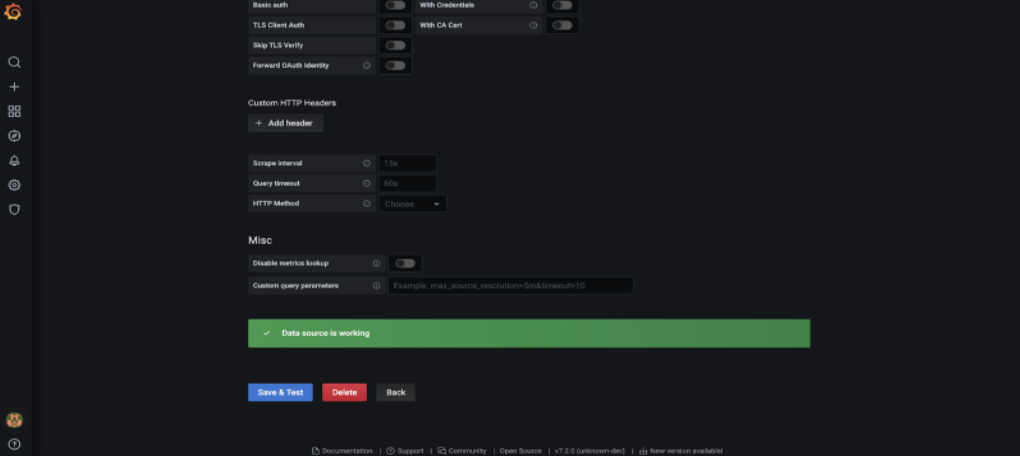 Basic auth With Credentials
TLS Client Auth With CA Cert
Skip TLS Verify
Forward OAuth Identity
Custom HTTP Headers
+ Add header
Scrape interval 15s
Query timeout 60s
HTTP Method Choose
Misc
Disable metrics lookup
Custom query parameters Example: max_source_resolution=5m&timeout=10
Data source is working
Save & Test Delete Back
Documentation | Support | Community | Open Source | v7.2.0 (unknown-dev) | New version available!